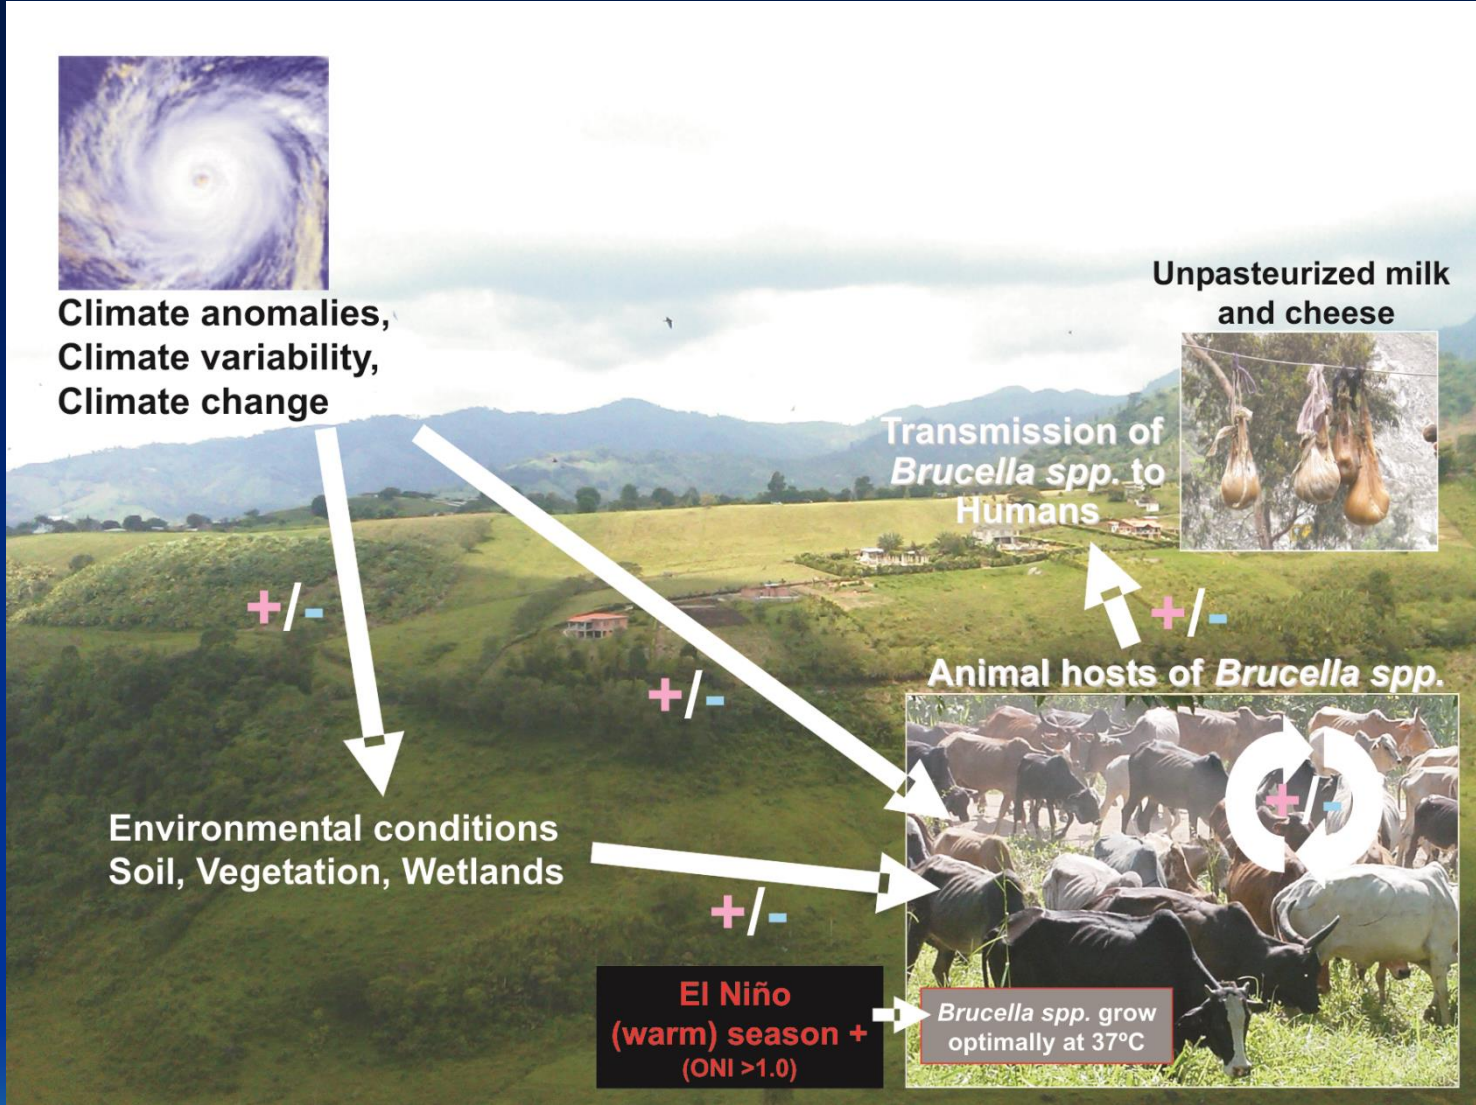 Climate anomalies,
Climate variability,
Climate change
Unpasteurized milk
and cheese
Transmission of
Brucella spp. to
Humans
+/-
+/-
+/-
Animal hosts of Brucella spp.
+/-
Environmental conditions
Soil, Vegetation, Wetlands
+/-
El Niño
(warm) season +
(ONI >1.0)
Brucella spp. grow
optimally at 37ºC